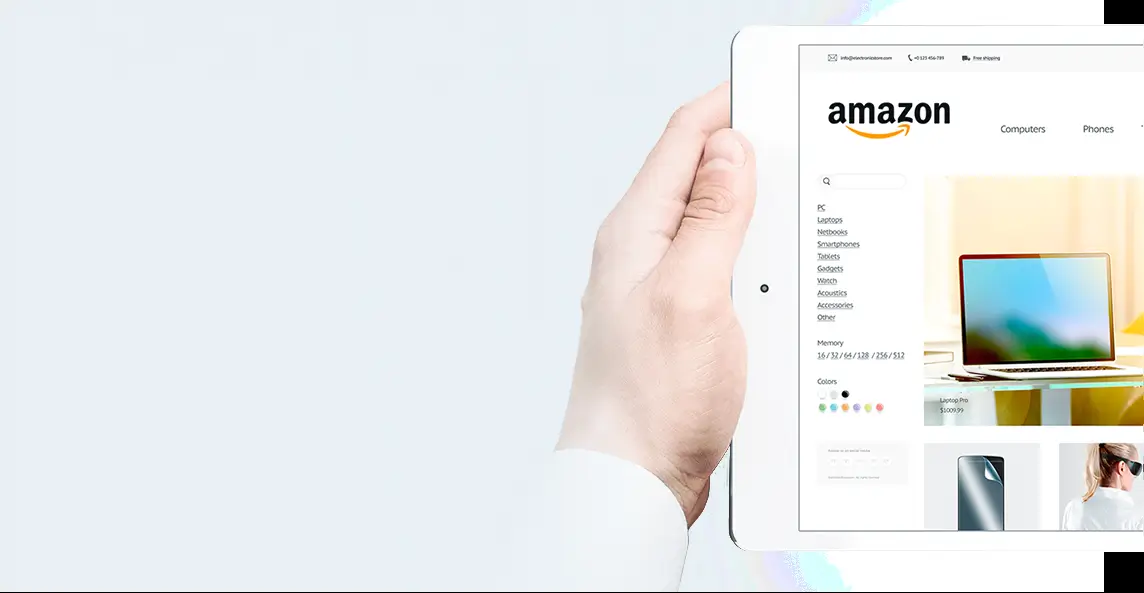 info@electronicstore.com +0 123 456-789 Free shipping
amazon
Computers Phones
PC
Laptops
Netbooks
Smartphones
Tablets
Gadgets
Watch
Acoustics
Accessories
Other
Memory
16 / 32 / 64 / 128 / 256 / 512
Colors
Laptop Pro
$1009.99